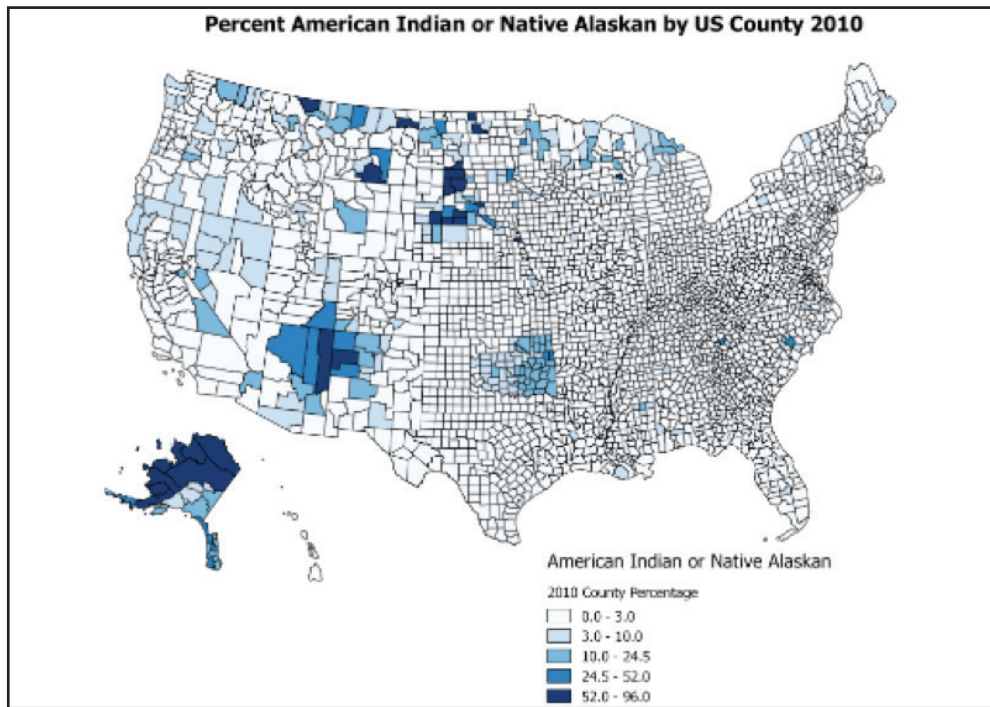 Percent American Indian or Native Alaskan by US County 2010
American Indian or Native Alaskan
2010 County Percentage
0.0 - 3.0
3.0 - 10.0
10.0 - 24.5
24.5 - 52.0
52.0 - 96.0